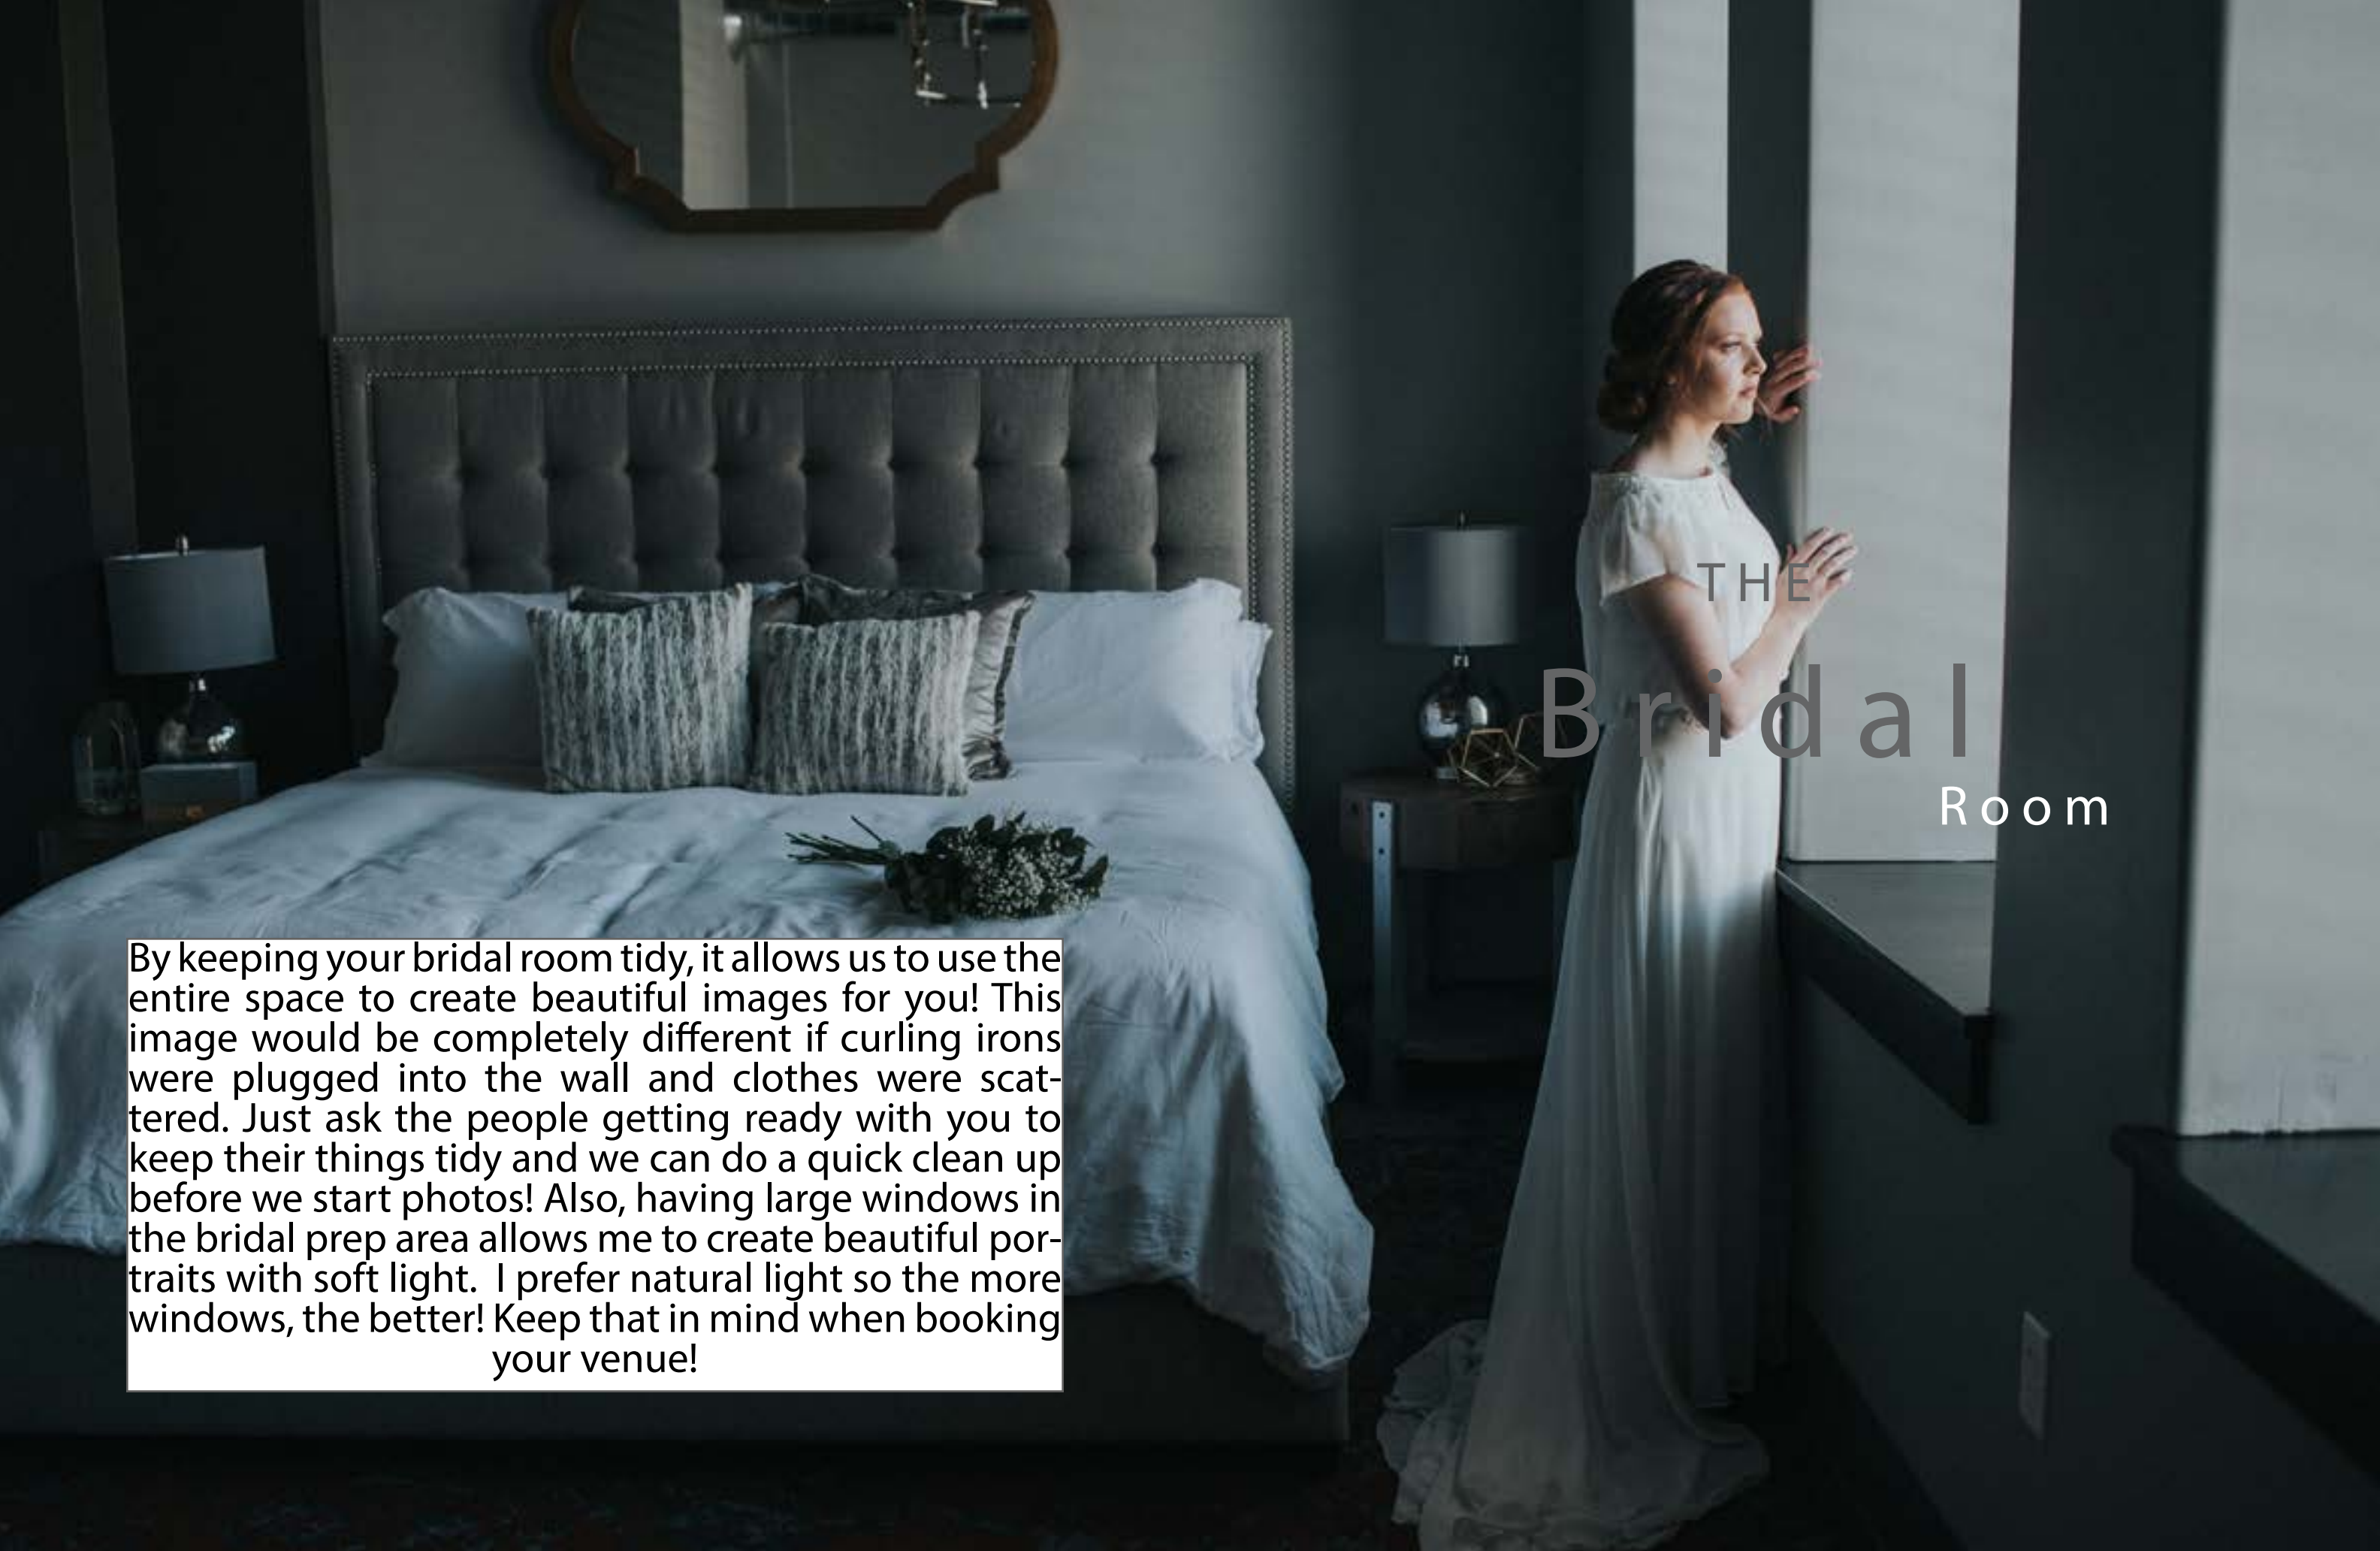 THE
Bridal
Room
By keeping your bridal room tidy, it allows us to use the
entire space to create beautiful images for you! This
image would be completely different if curling irons
were plugged into the wall and clothes were scat-
tered. Just ask the people getting ready with you to
keep their things tidy and we can do a quick clean up
before we start photos! Also, having large windows in
the bridal prep area allows me to create beautiful por-
traits with soft light.  I prefer natural light so the more
windows, the better! Keep that in mind when booking
your venue!